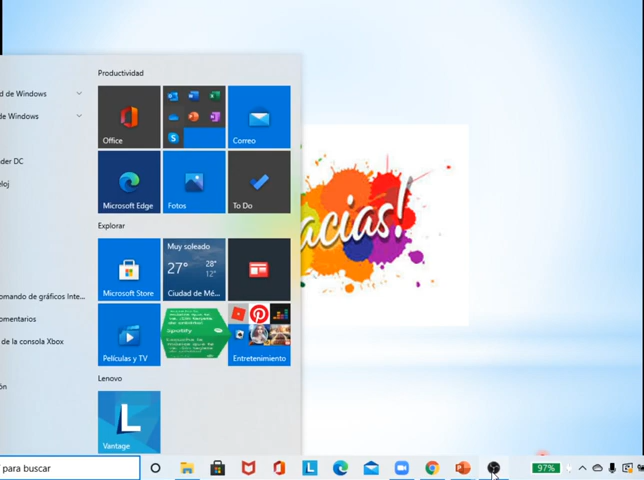 Productividad
d de Windows
de Windows
Office
Correo
der DC
eloj
Microsoft Edge
Fotos
To Do
acias!
Explorar
Muy soleado
27° 28° 12°
Microsoft Store
Ciudad de Mé...
omando de gráficos Inte...
omentarios
de la consola Xbox
Spotify
Películas y TV
Entretenimiento
Lenovo
ón
L
Vantage
para buscar
97%